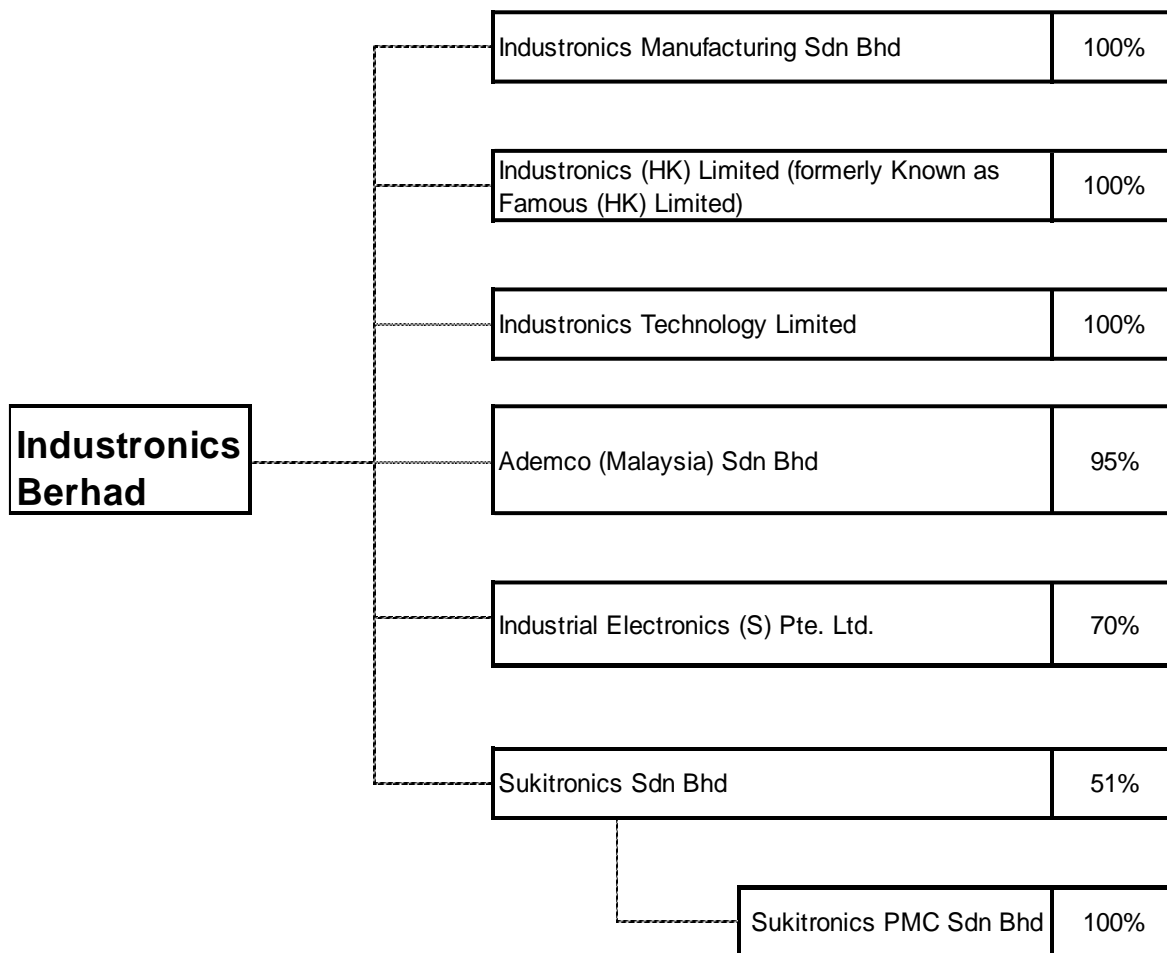 Industronics Manufacturing Sdn Bhd 100%
Industronics (HK) Limited (formerly Known as
Famous (HK) Limited) 100%
Industronics Technology Limited 100%
Industronics
Berhad
Ademco (Malaysia) Sdn Bhd 95%
Industrial Electronics (S) Pte. Ltd. 70%
Sukitronics Sdn Bhd 51%
Sukitronics PMC Sdn Bhd 100%